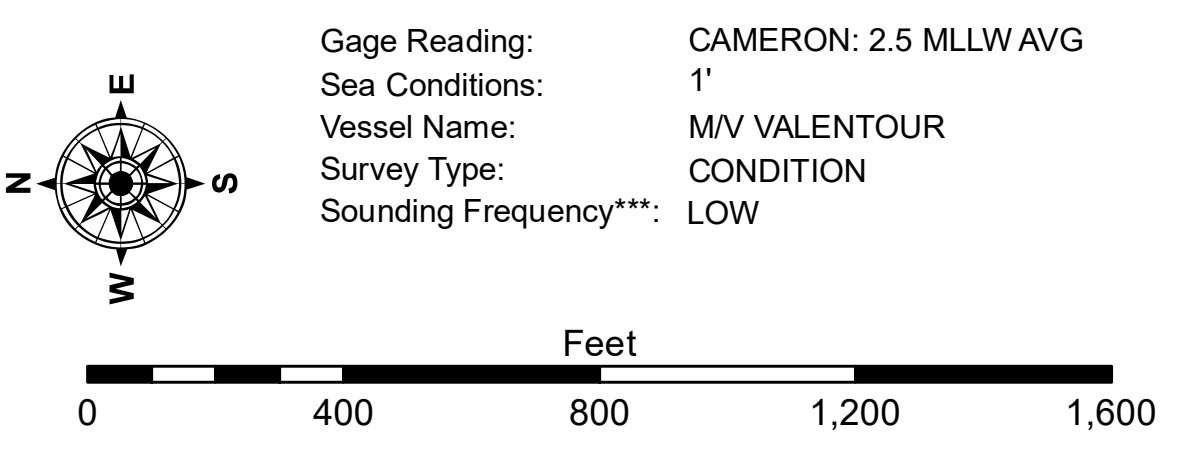 Gage Reading: CAMERON: 2.5 MLLW AVG
Sea Conditions: 1'
Vessel Name: M/V VALENTOUR
Survey Type: CONDITION
Sounding Frequency***: LOW
E
N S
W
Feet
0 400 800 1,200 1,600